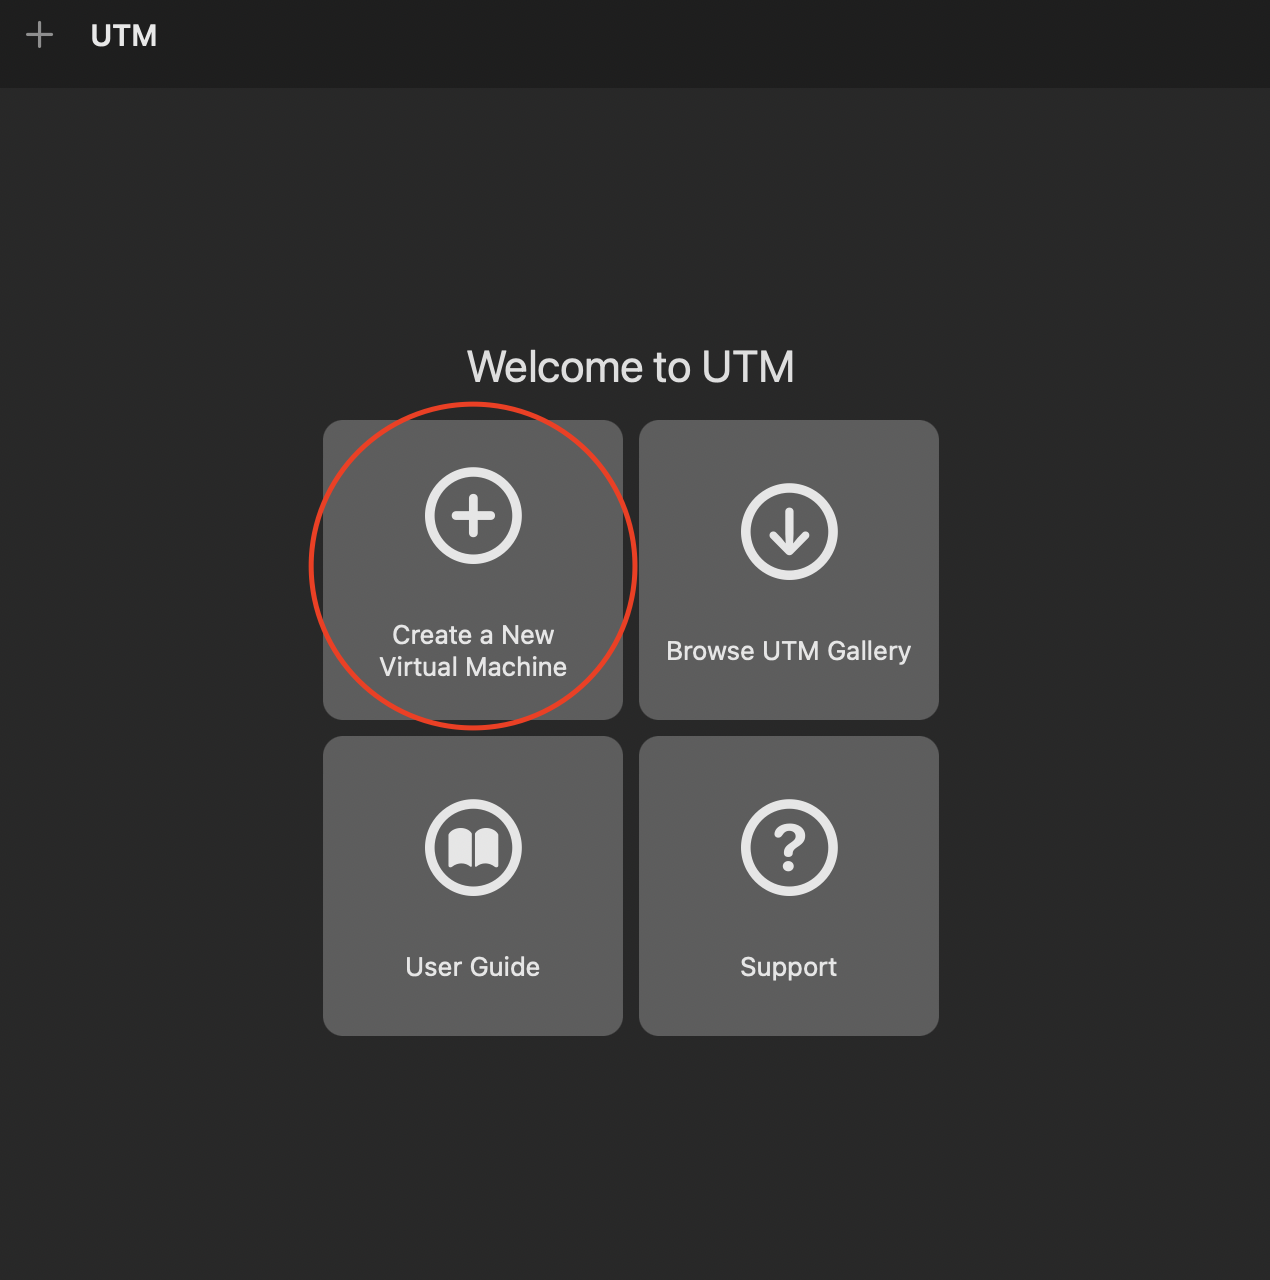 UTM
Welcome to UTM
Create a New
Virtual Machine
Browse UTM Gallery
User Guide
Support